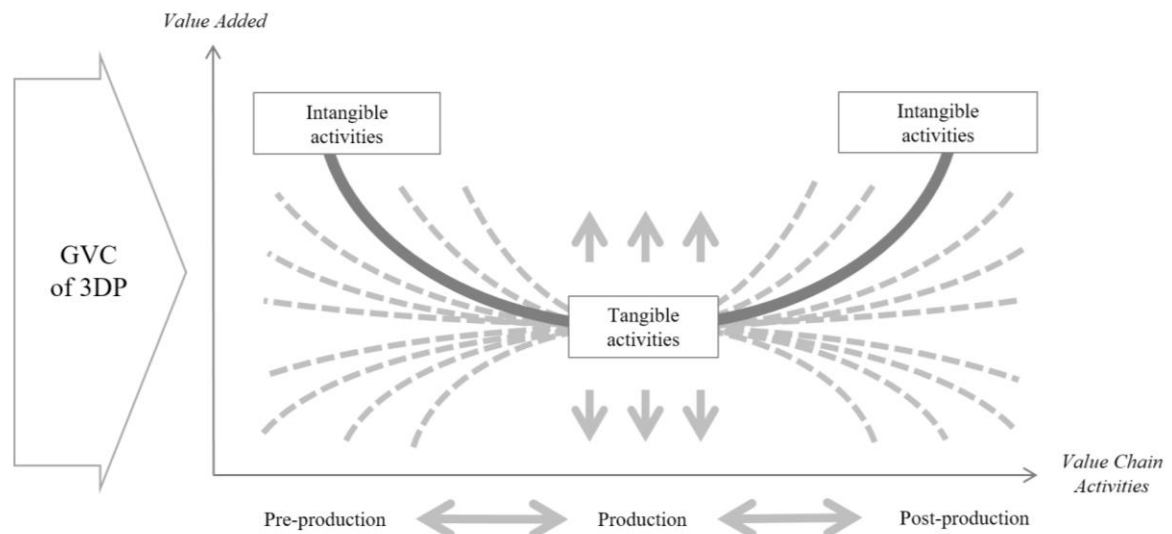 Value Added
Intangible
activities
Intangible
activities
GVC
of 3DP
Tangible
activities
Value Chain
Activities
Pre-production
Production
Post-production